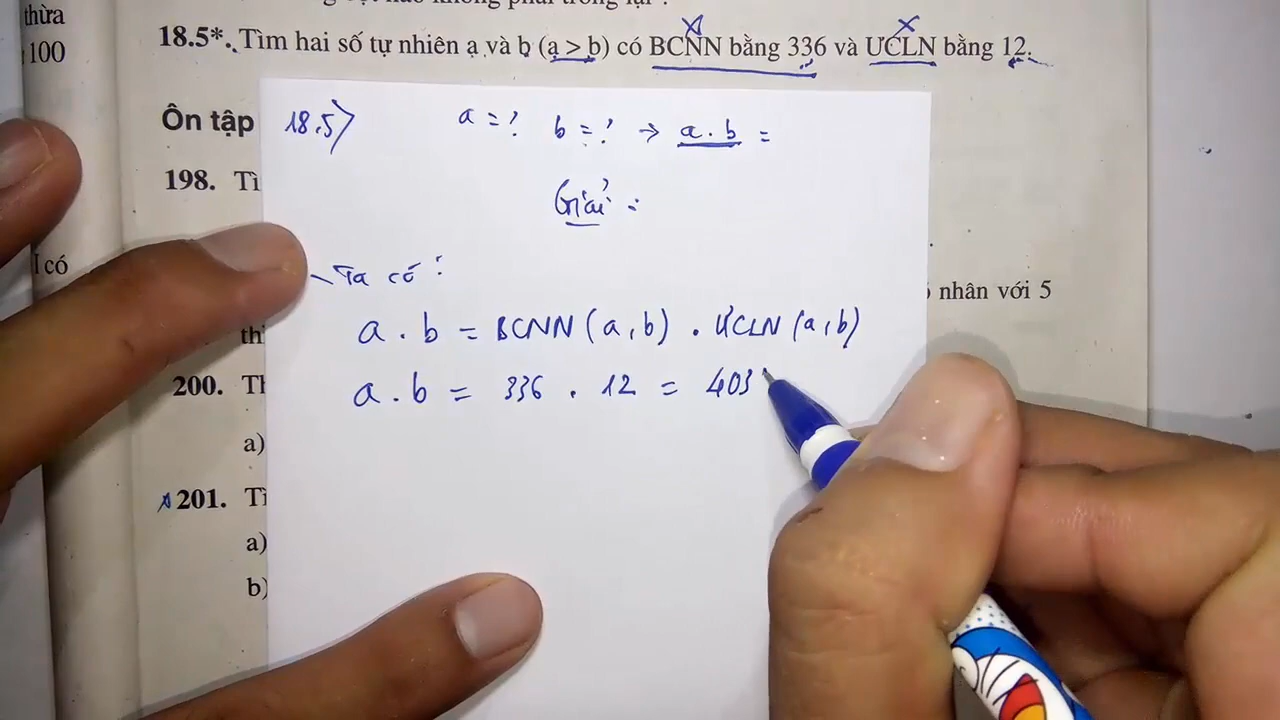 thừa
100
18.5*. Tìm hai số tự nhiên a và b (a > b) có BCNN bằng 336 và ƯCLN bằng 12.
Ôn tập
18.5) a = ? b = ? → a . b =
198. Tì
Giải :
có
Ta có :
nhân với 5
a . b = BCNN (a, b) . ƯCLN (a, b)
th
200. Th
a . b = 336 . 12 = 403
a)
201. Tì
a)
b)